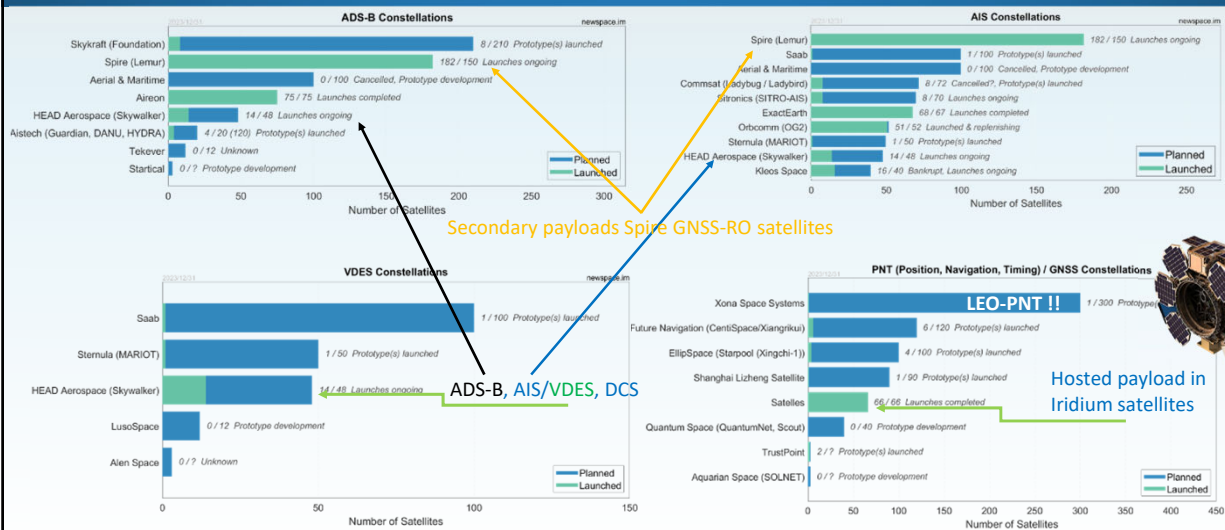 2023/12/31
ADS-B Constellations
newspace.im
Skykraft (Foundation)
8 / 210 Prototype(s) launched
Spire (Lemur)
182 / 150 Launches ongoing
Aerial & Maritime
0 / 100 Cancelled, Prototype development
Aireon
75 / 75 Launches completed
HEAD Aerospace (Skywalker)
14 / 48 Launches ongoing
Aistech (Guardian, DANU, HYDRA)
4 / 20 (120) Prototype(s) launched
Tekever
0 / 12 Unknown
Startical
0 / ? Prototype development
Planned
Launched
0 50 100 150 200 250 300
Number of Satellites
2023/12/31
AIS Constellations
newspace.im
Spire (Lemur)
182 / 150 Launches ongoing
Saab
1 / 100 Prototype(s) launched
Aerial & Maritime
0 / 100 Cancelled, Prototype development
Commsat (Ladybug / Ladybird)
8 / 72 Cancelled?, Prototype(s) launched
Sitronics (SITRO-AIS)
8 / 70 Launches ongoing
ExactEarth
68 / 67 Launches completed
Orbcomm (OG2)
51 / 52 Launched & replenishing
Sternula (MARIOT)
1 / 50 Prototype(s) launched
HEAD Aerospace (Skywalker)
14 / 48 Launches ongoing
Kleos Space
16 / 40 Bankrupt, Launches ongoing
Planned
Launched
0 50 100 150 200 250
Number of Satellites
Secondary payloads Spire GNSS-RO satellites
2023/12/31
VDES Constellations
newspace.im
Saab
1 / 100 Prototype(s) launched
Sternula (MARIOT)
1 / 50 Prototype(s) launched
HEAD Aerospace (Skywalker)
14 / 48 Launches ongoing
ADS-B, AIS/VDES, DCS
LusoSpace
0 / 12 Prototype development
Alen Space
0 / ? Unknown
Planned
Launched
0 50 100 150
Number of Satellites
2023/12/31
PNT (Position, Navigation, Timing) / GNSS Constellations
Xona Space Systems
LEO-PNT !!
1 / 300
Future Navigation (CentiSpace/Xiangrikui)
6 / 120 Prototype(s) launched
EllipSpace (Starpool (Xingchi-1))
4 / 100 Prototype(s) launched
Shanghai Lizheng Satellite
1 / 90 Prototype(s) launched
Satelles
66 / 66 Launches completed
Hosted payload in
Iridium satellites
Quantum Space (QuantumNet, Scout)
0 / 40 Prototype development
TrustPoint
2 / ? Prototype(s) launched
Aquarian Space (SOLNET)
0 / ? Prototype development
Planned
Launched
0 50 100 150 200 250 300 350 400 450
Number of Satellites